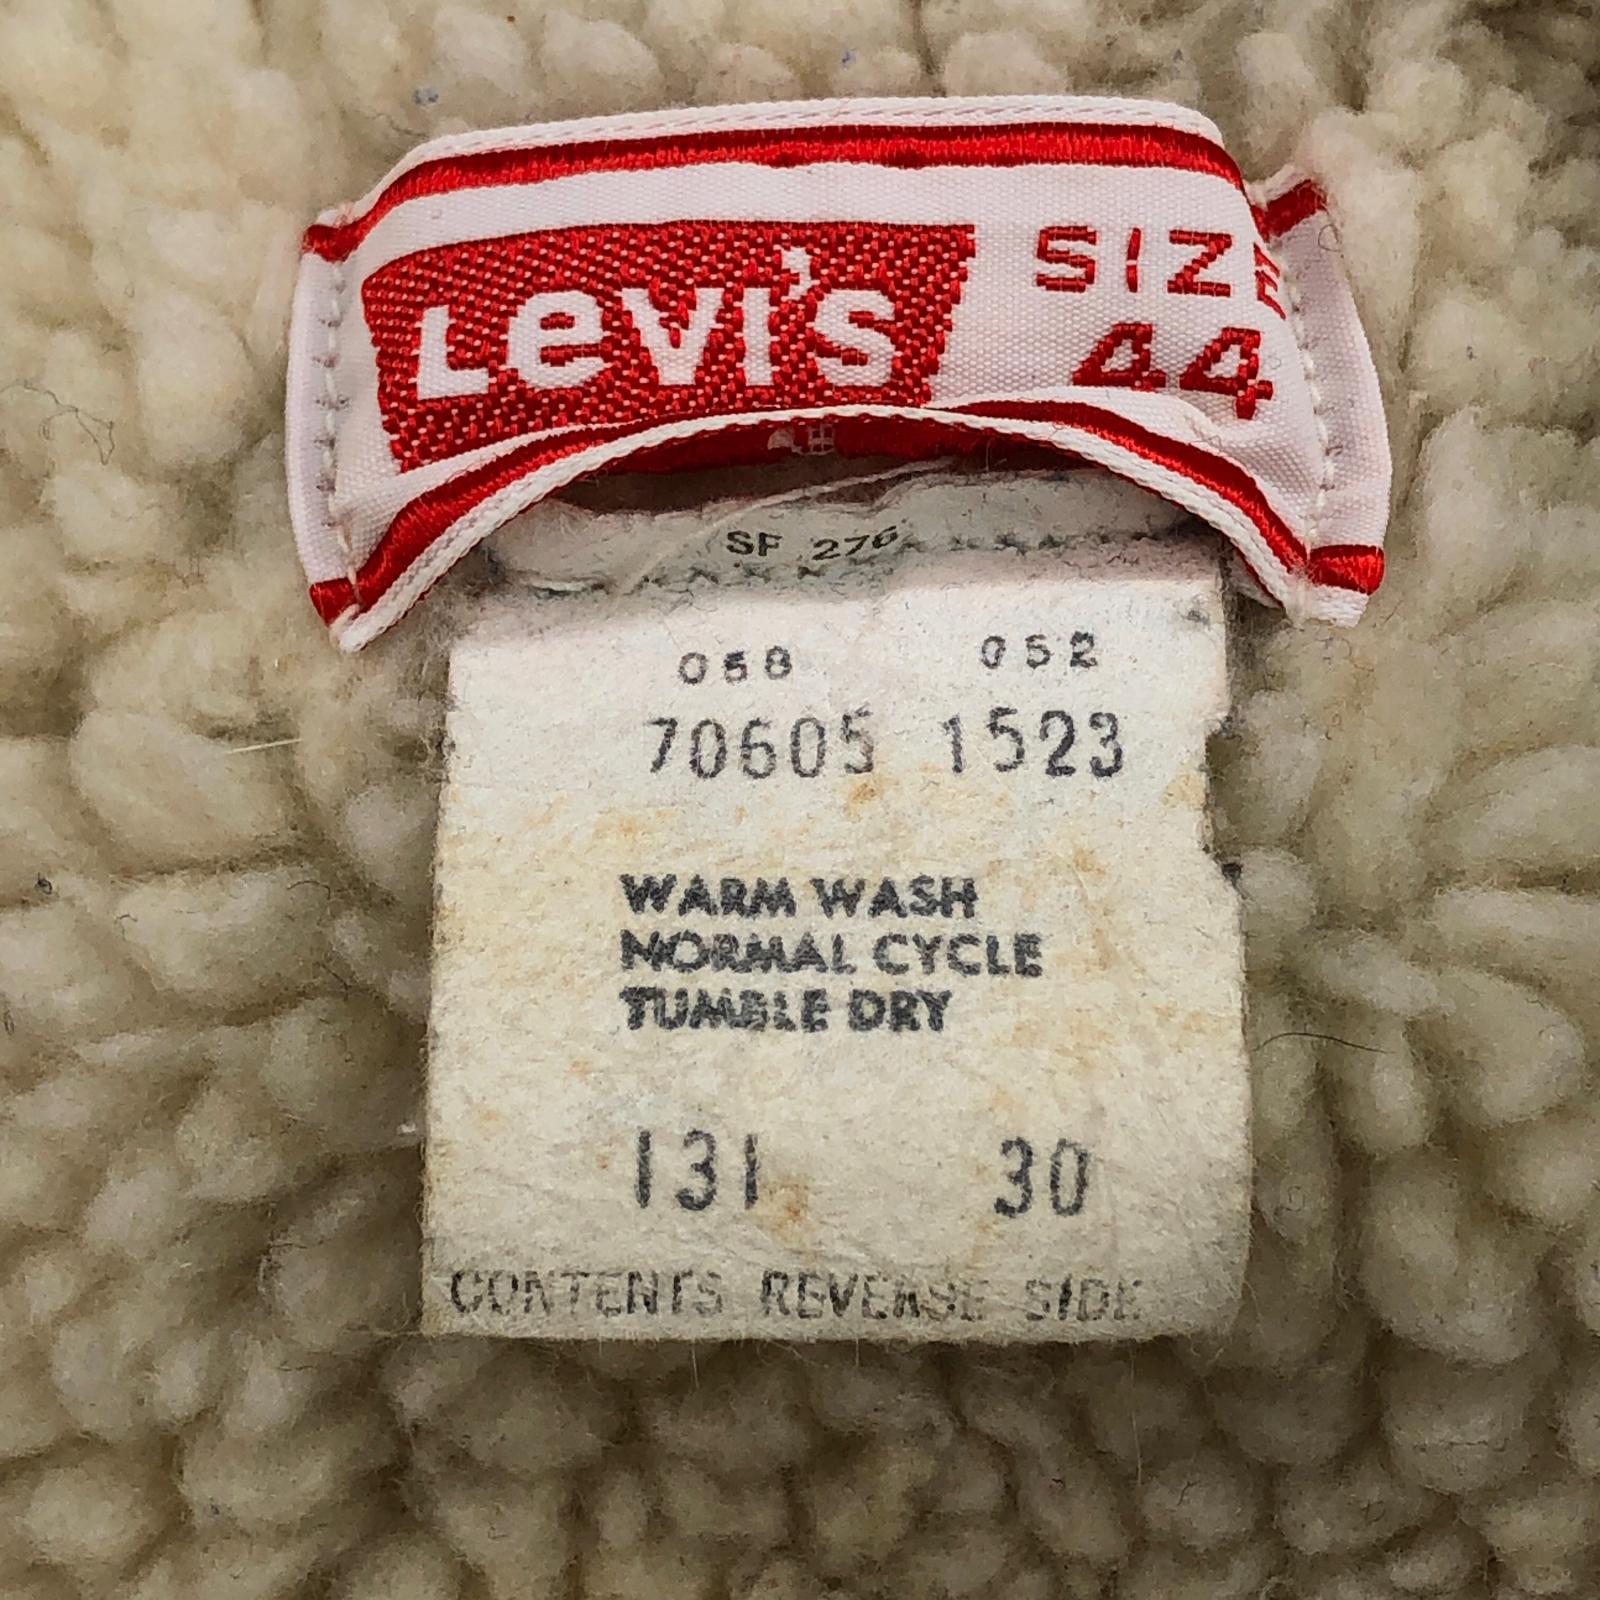 Levi's
SIZE
44
SF 276
058 052
70605 1523
WARM WASH
NORMAL CYCLE
TUMBLE DRY
131 30
CONTENTS REVERSE SIDE